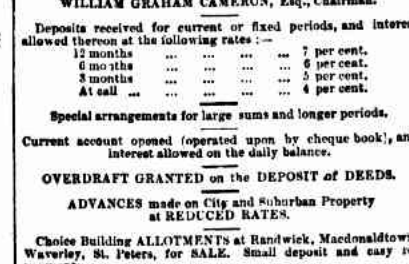 WILLIAM GRAHAM CAMERON, Esq., Chairman.
Deposits received for current or fixed periods, and
allowed thereon at the following rates :—
12 months ... ... ... ... 7 per cent.
6 months ... ... ... ... 6 per cent.
3 months ... ... ... ... 5 per cent.
At call ... ... ... ... ... 4 per cent.
Special arrangements for large sums and longer periods.
Current account opened (operated upon by cheque book),
interest allowed on the daily balance.
OVERDRAFT GRANTED on the DEPOSIT of DEEDS.
ADVANCES made on City and Suburban Property
at REDUCED RATES.
Choice Building ALLOTMENTS at Randwick,
Waverley, St. Peters, for SALE. Small deposit and easy